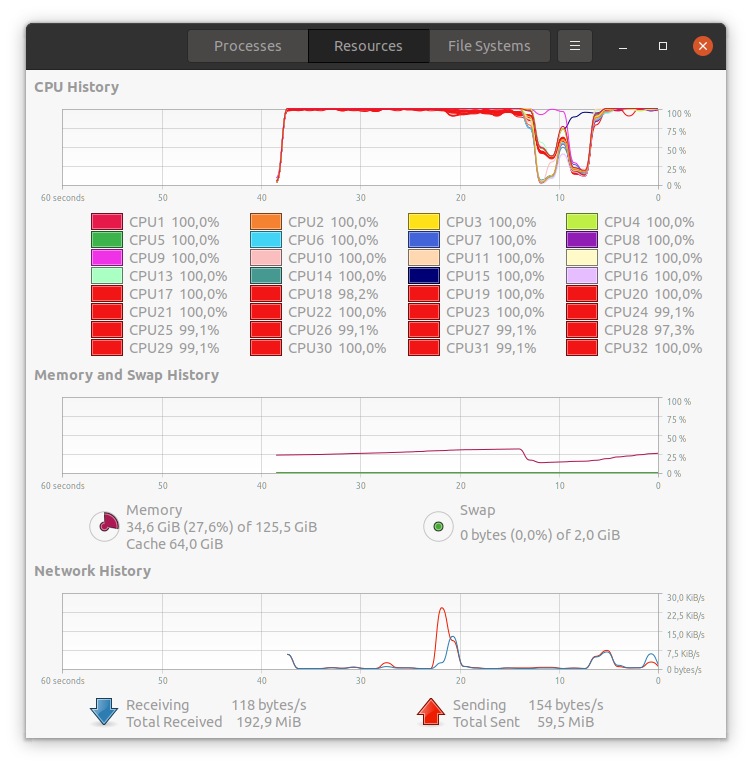 Processes Resources File Systems
CPU History
100 %
75 %
50 %
25 %
0 %
60 seconds 50 40 30 20 10 0
CPU1 100,0% CPU2 100,0% CPU3 100,0% CPU4 100,0%
CPU5 100,0% CPU6 100,0% CPU7 100,0% CPU8 100,0%
CPU9 100,0% CPU10 100,0% CPU11 100,0% CPU12 100,0%
CPU13 100,0% CPU14 100,0% CPU15 100,0% CPU16 100,0%
CPU17 100,0% CPU18 98,2% CPU19 100,0% CPU20 100,0%
CPU21 100,0% CPU22 100,0% CPU23 100,0% CPU24 99,1%
CPU25 99,1% CPU26 99,1% CPU27 99,1% CPU28 97,3%
CPU29 99,1% CPU30 100,0% CPU31 99,1% CPU32 100,0%
Memory and Swap History
100 %
75 %
50 %
25 %
0 %
60 seconds 50 40 30 20 10 0
Memory Swap
34,6 GiB (27,6%) of 125,5 GiB 0 bytes (0,0%) of 2,0 GiB
Cache 64,0 GiB
Network History
30,0 KiB/s
22,5 KiB/s
15,0 KiB/s
7,5 KiB/s
0 bytes/s
60 seconds 50 40 30 20 10 0
Receiving 118 bytes/s Sending 154 bytes/s
Total Received 192,9 MiB Total Sent 59,5 MiB